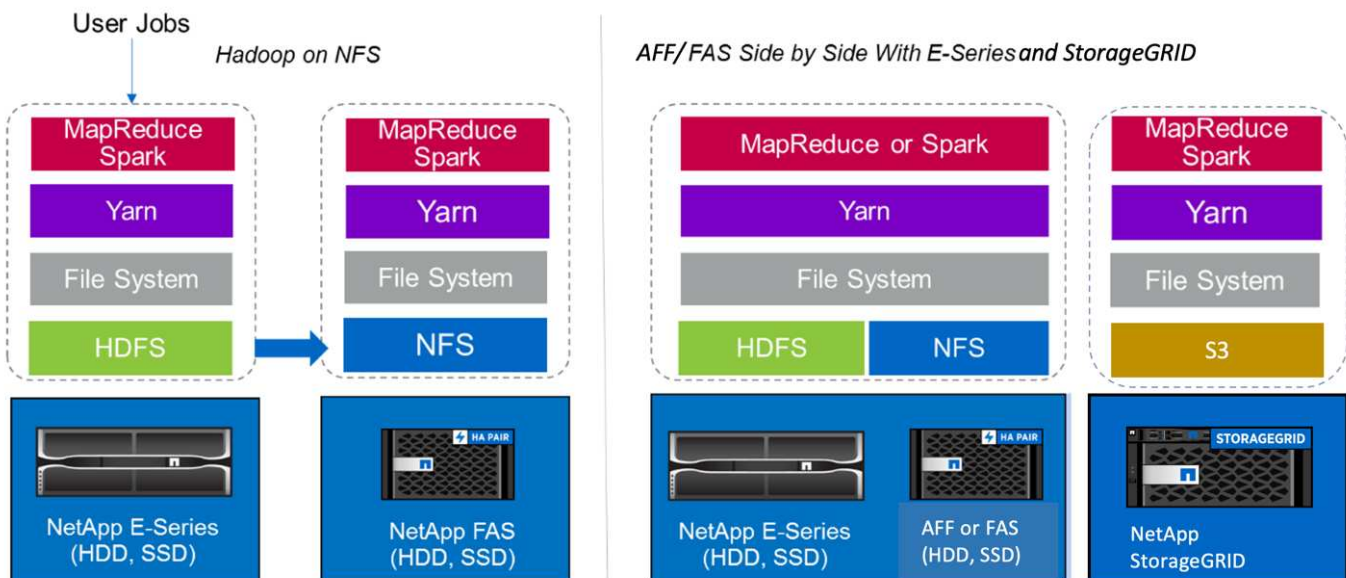 User Jobs
Hadoop on NFS
MapReduce
Spark
Yarn
File System
HDFS
NetApp E-Series
(HDD, SSD)
MapReduce
Spark
Yarn
File System
NFS
HA PAIR
NetApp FAS
(HDD, SSD)
AFF/FAS Side by Side With E-Series and StorageGRID
MapReduce or Spark
Yarn
File System
HDFS
NFS
NetApp E-Series
(HDD, SSD)
HA PAIR
AFF or FAS
(HDD, SSD)
MapReduce
Spark
Yarn
File System
S3
STORAGEGRID
NetApp
StorageGRID